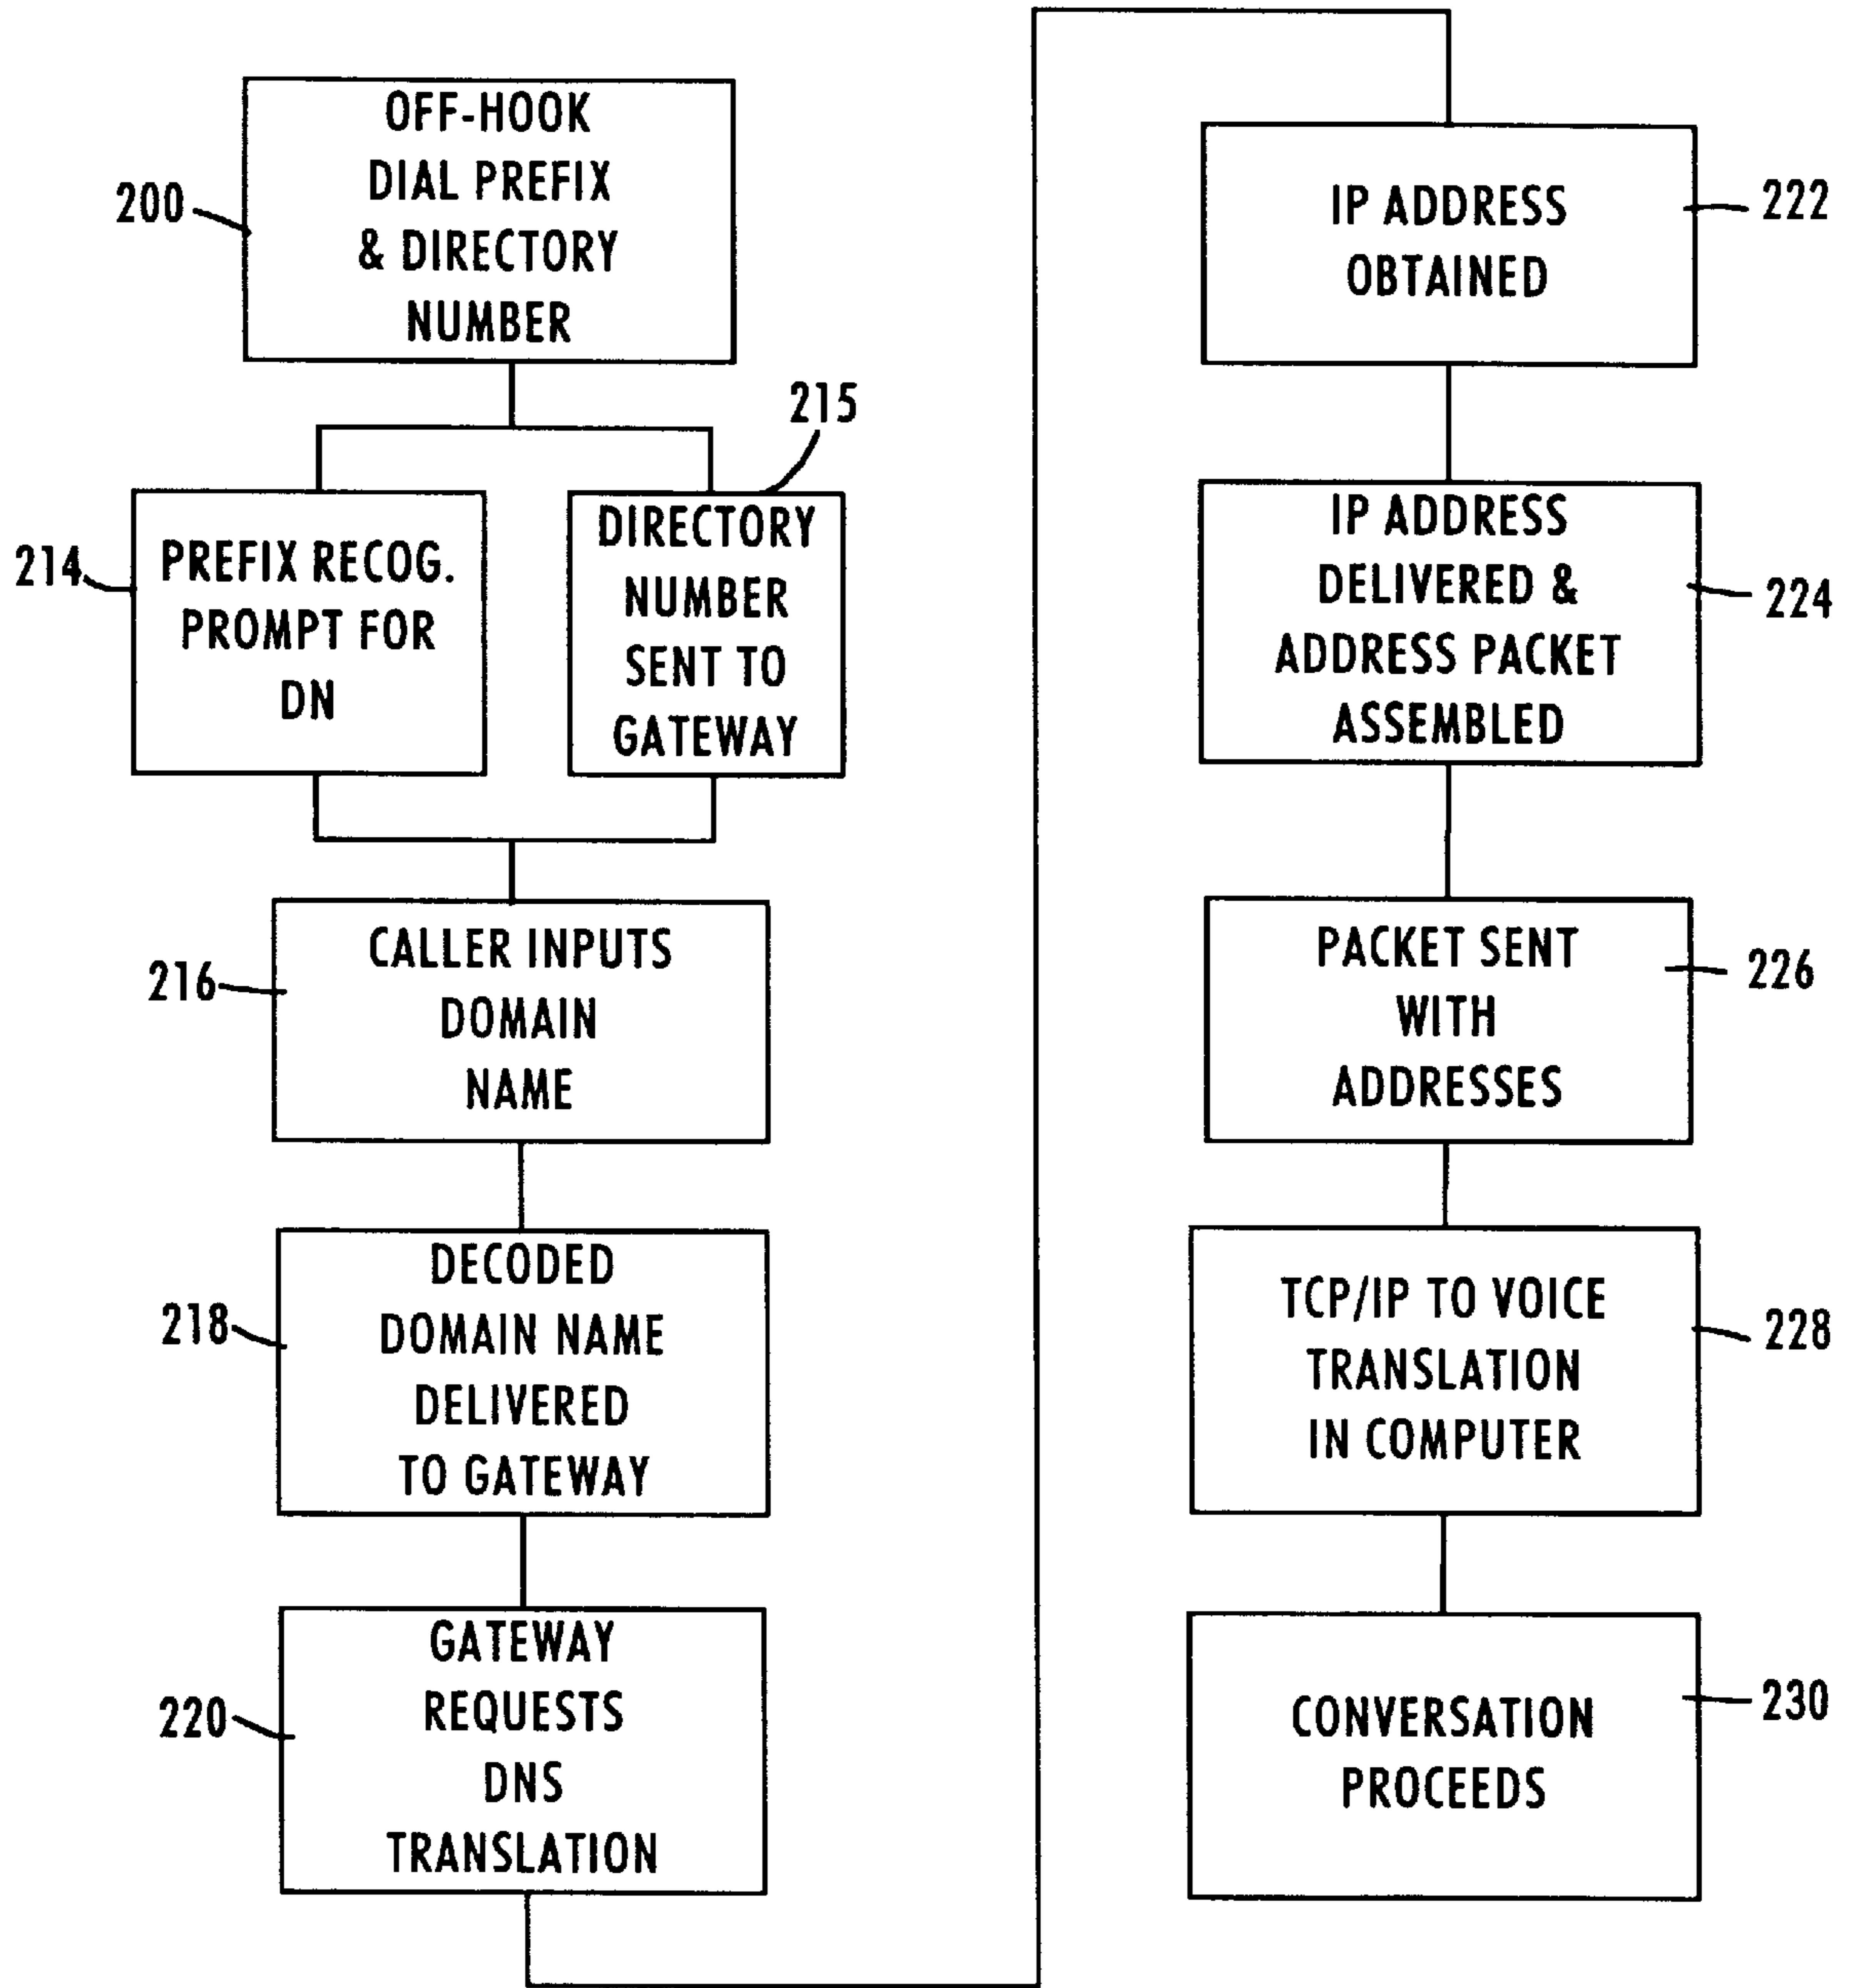 OFF-HOOK
DIAL PREFIX
& DIRECTORY
NUMBER
200
214
PREFIX RECOG.
PROMPT FOR
DN
215
DIRECTORY
NUMBER
SENT TO
GATEWAY
216
CALLER INPUTS
DOMAIN
NAME
218
DECODED
DOMAIN NAME
DELIVERED
TO GATEWAY
220
GATEWAY
REQUESTS
DNS
TRANSLATION
IP ADDRESS
OBTAINED
222
IP ADDRESS
DELIVERED &
ADDRESS PACKET
ASSEMBLED
224
PACKET SENT
WITH
ADDRESSES
226
TCP/IP TO VOICE
TRANSLATION
IN COMPUTER
228
CONVERSATION
PROCEEDS
230